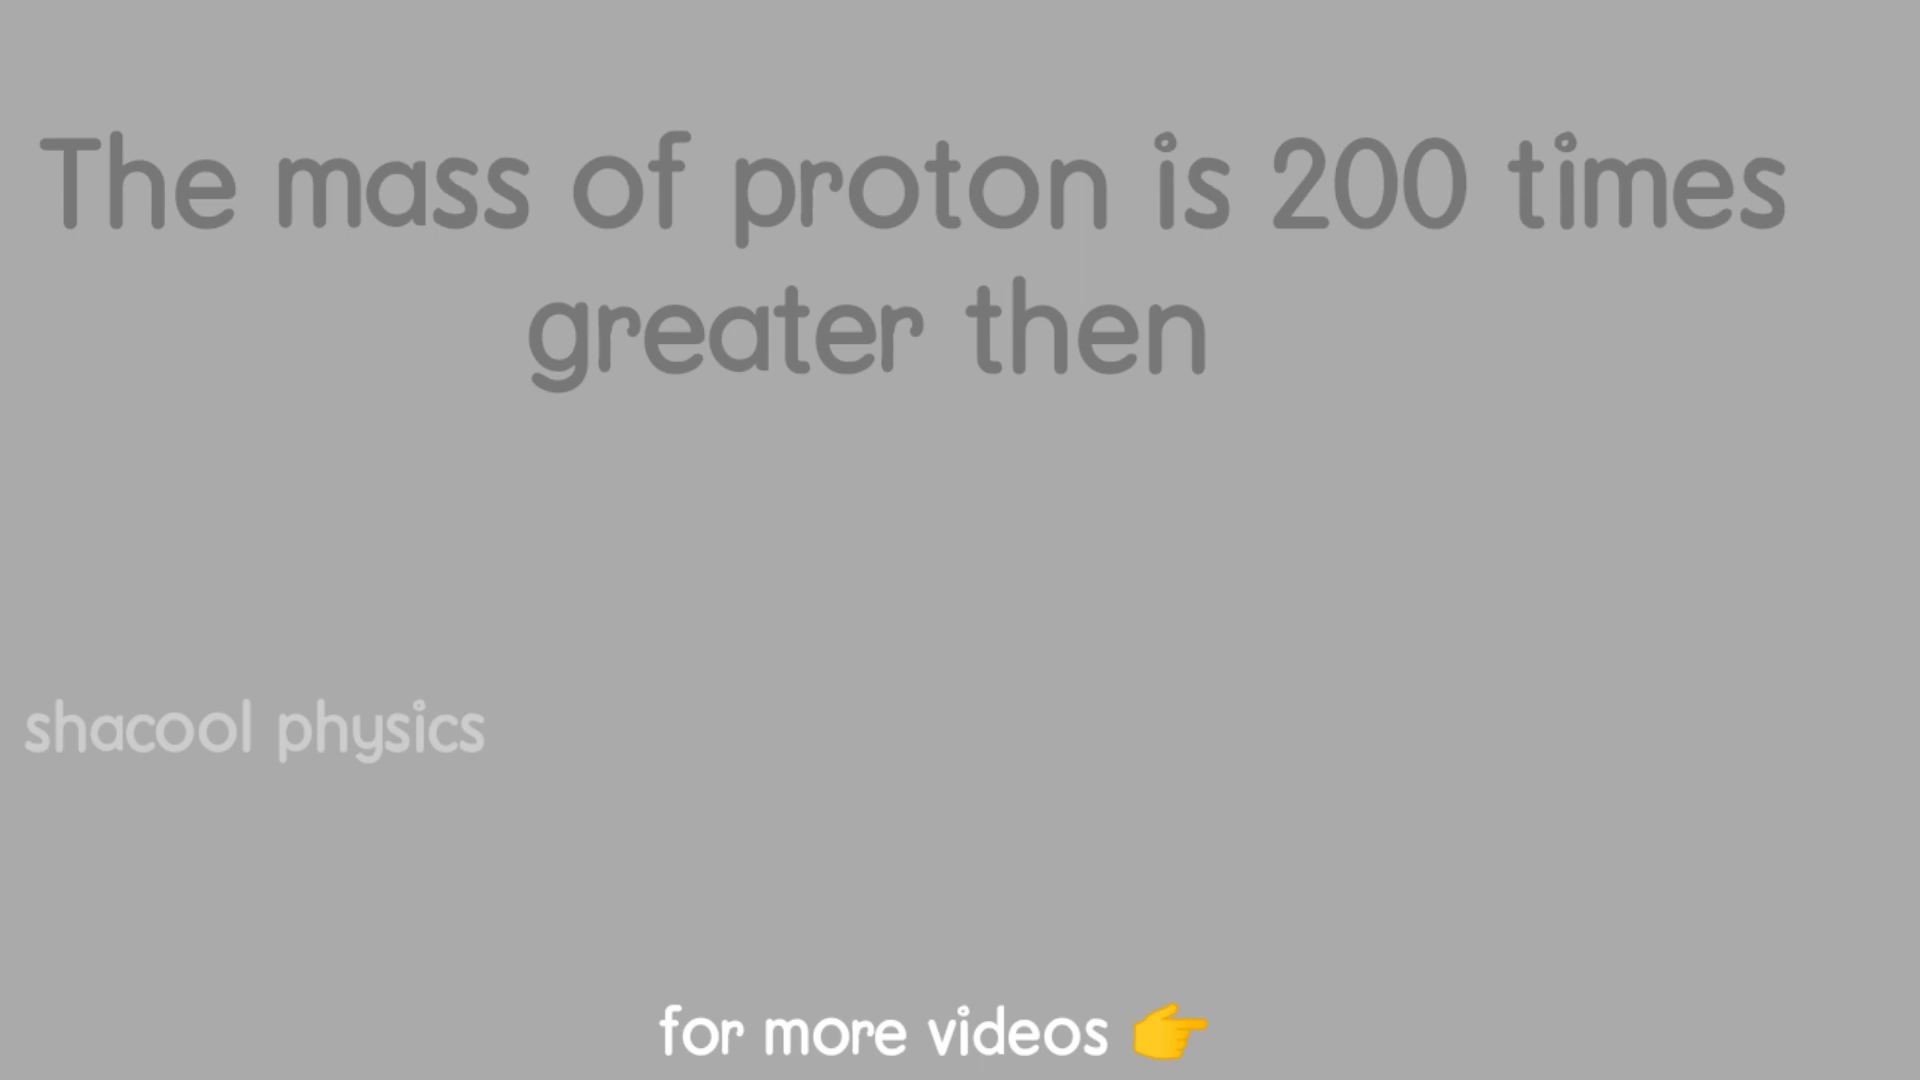 The mass of proton is 200 times
greater then
shacool physics
for more videos 👉